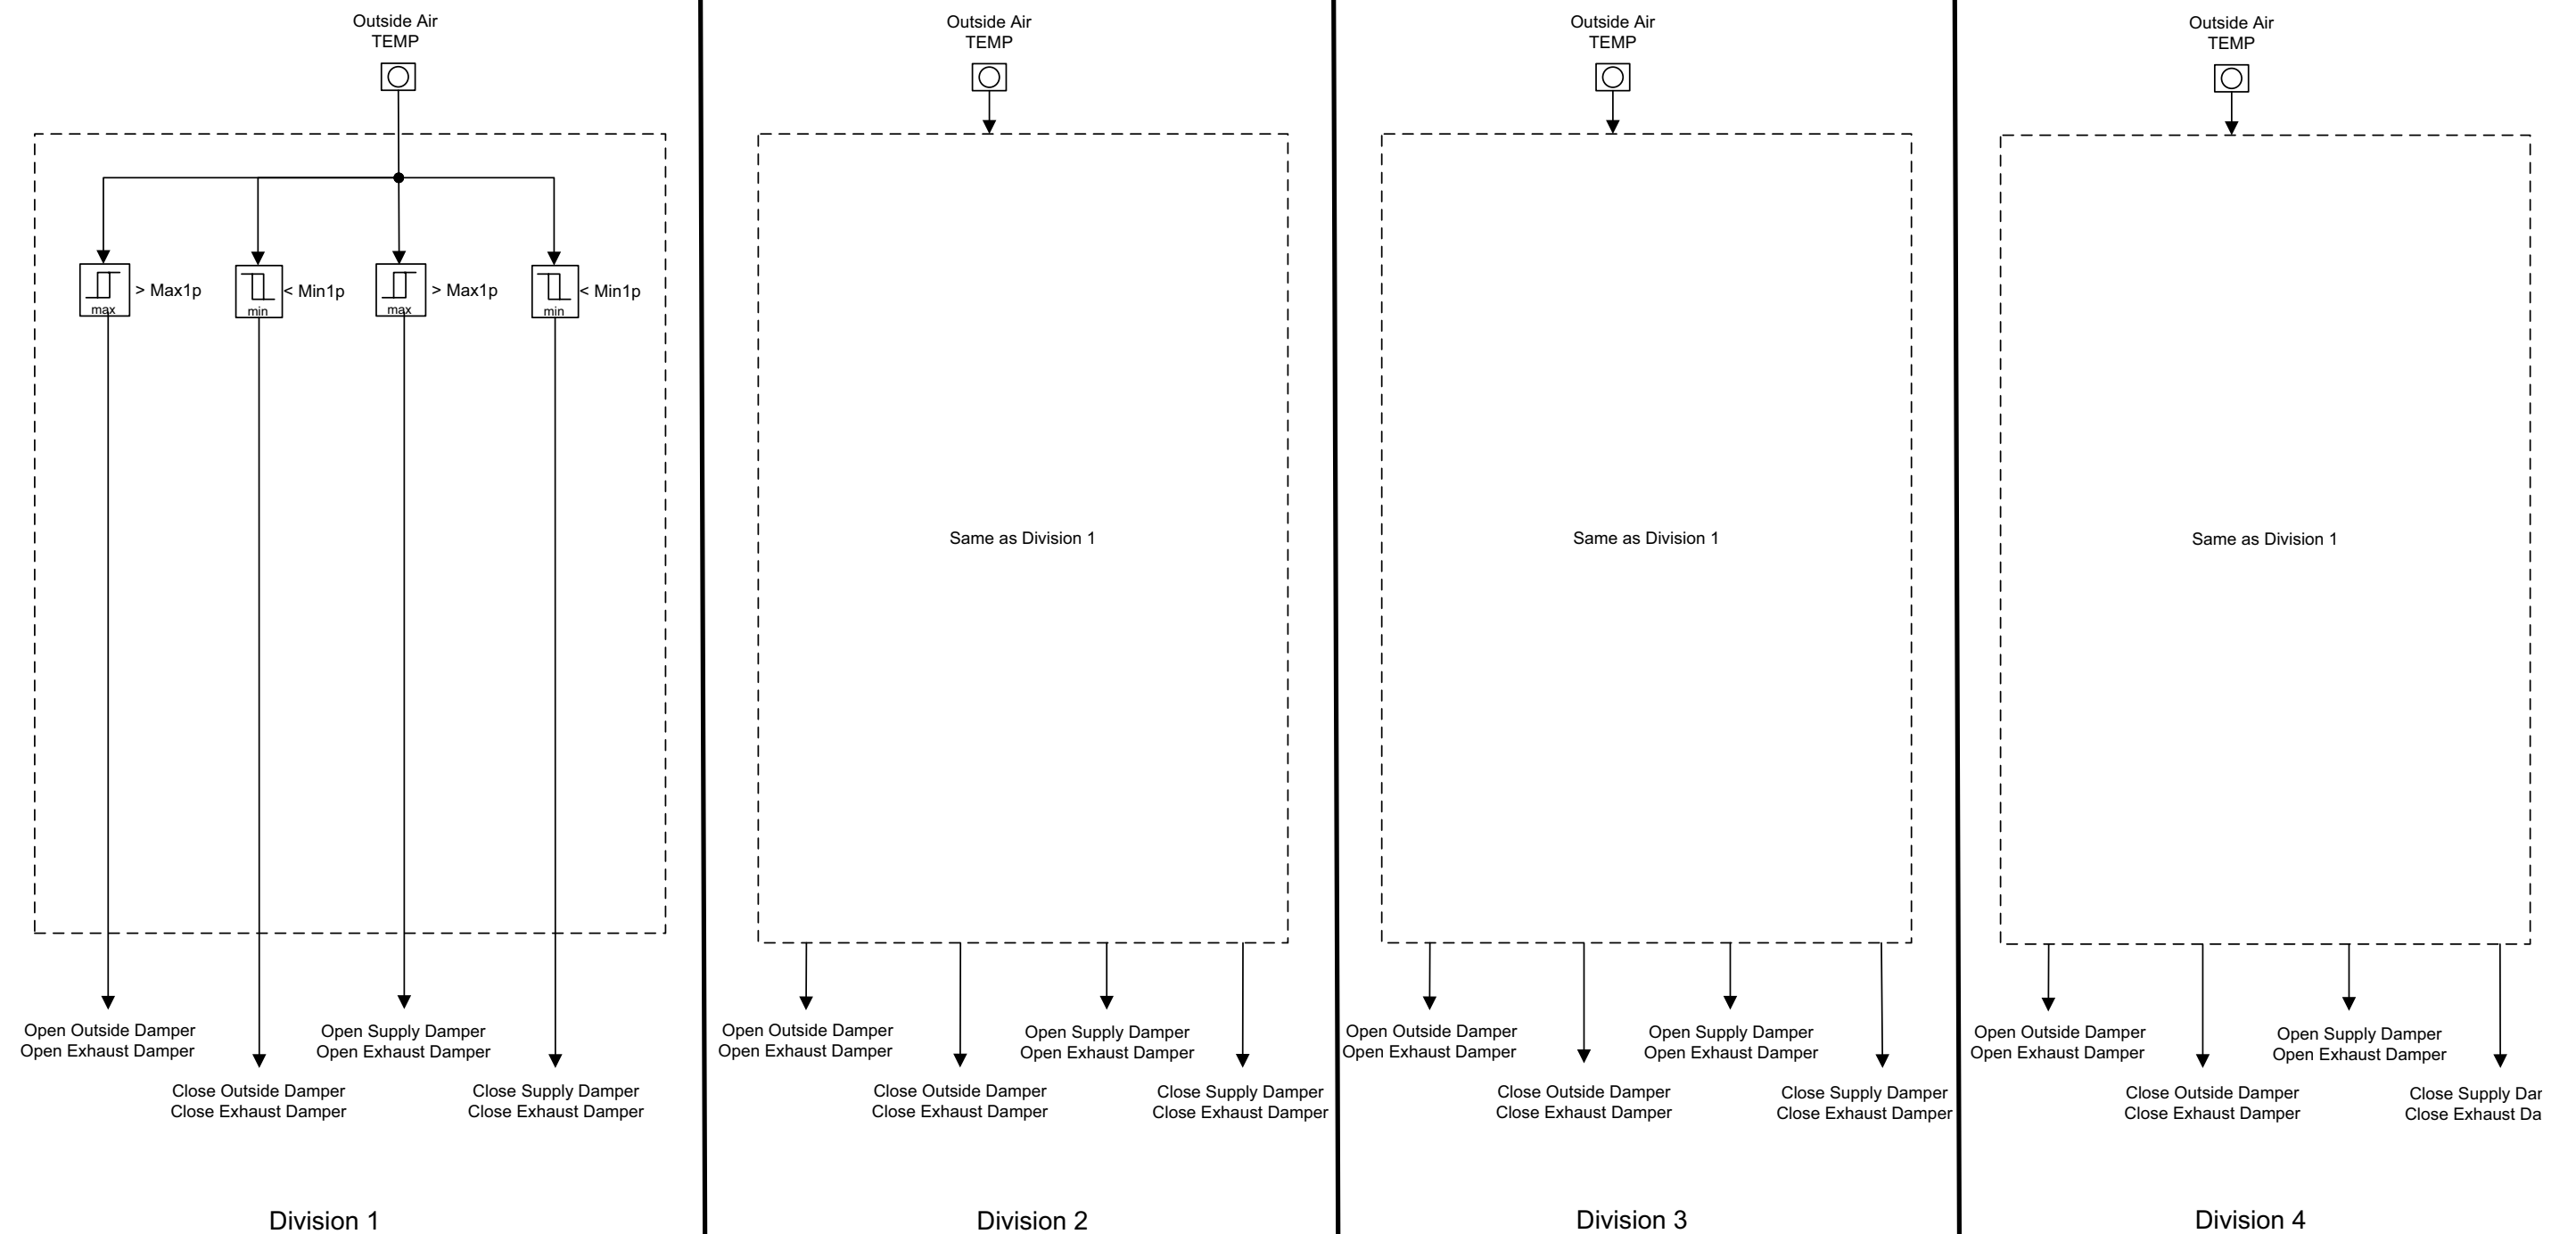 Outside Air
TEMP
> Max1p
< Min1p
> Max1p
< Min1p
max
min
max
min
Open Outside Damper
Open Exhaust Damper
Close Outside Damper
Close Exhaust Damper
Open Supply Damper
Open Exhaust Damper
Close Supply Damper
Close Exhaust Damper
Division 1
Outside Air
TEMP
Same as Division 1
Open Outside Damper
Open Exhaust Damper
Close Outside Damper
Close Exhaust Damper
Open Supply Damper
Open Exhaust Damper
Close Supply Damper
Close Exhaust Damper
Division 2
Outside Air
TEMP
Same as Division 1
Open Outside Damper
Open Exhaust Damper
Close Outside Damper
Close Exhaust Damper
Open Supply Damper
Open Exhaust Damper
Close Supply Damper
Close Exhaust Damper
Division 3
Outside Air
TEMP
Same as Division 1
Open Outside Damper
Open Exhaust Damper
Close Outside Damper
Close Exhaust Damper
Open Supply Damper
Open Exhaust Damper
Close Supply Dar
Close Exhaust Da
Division 4